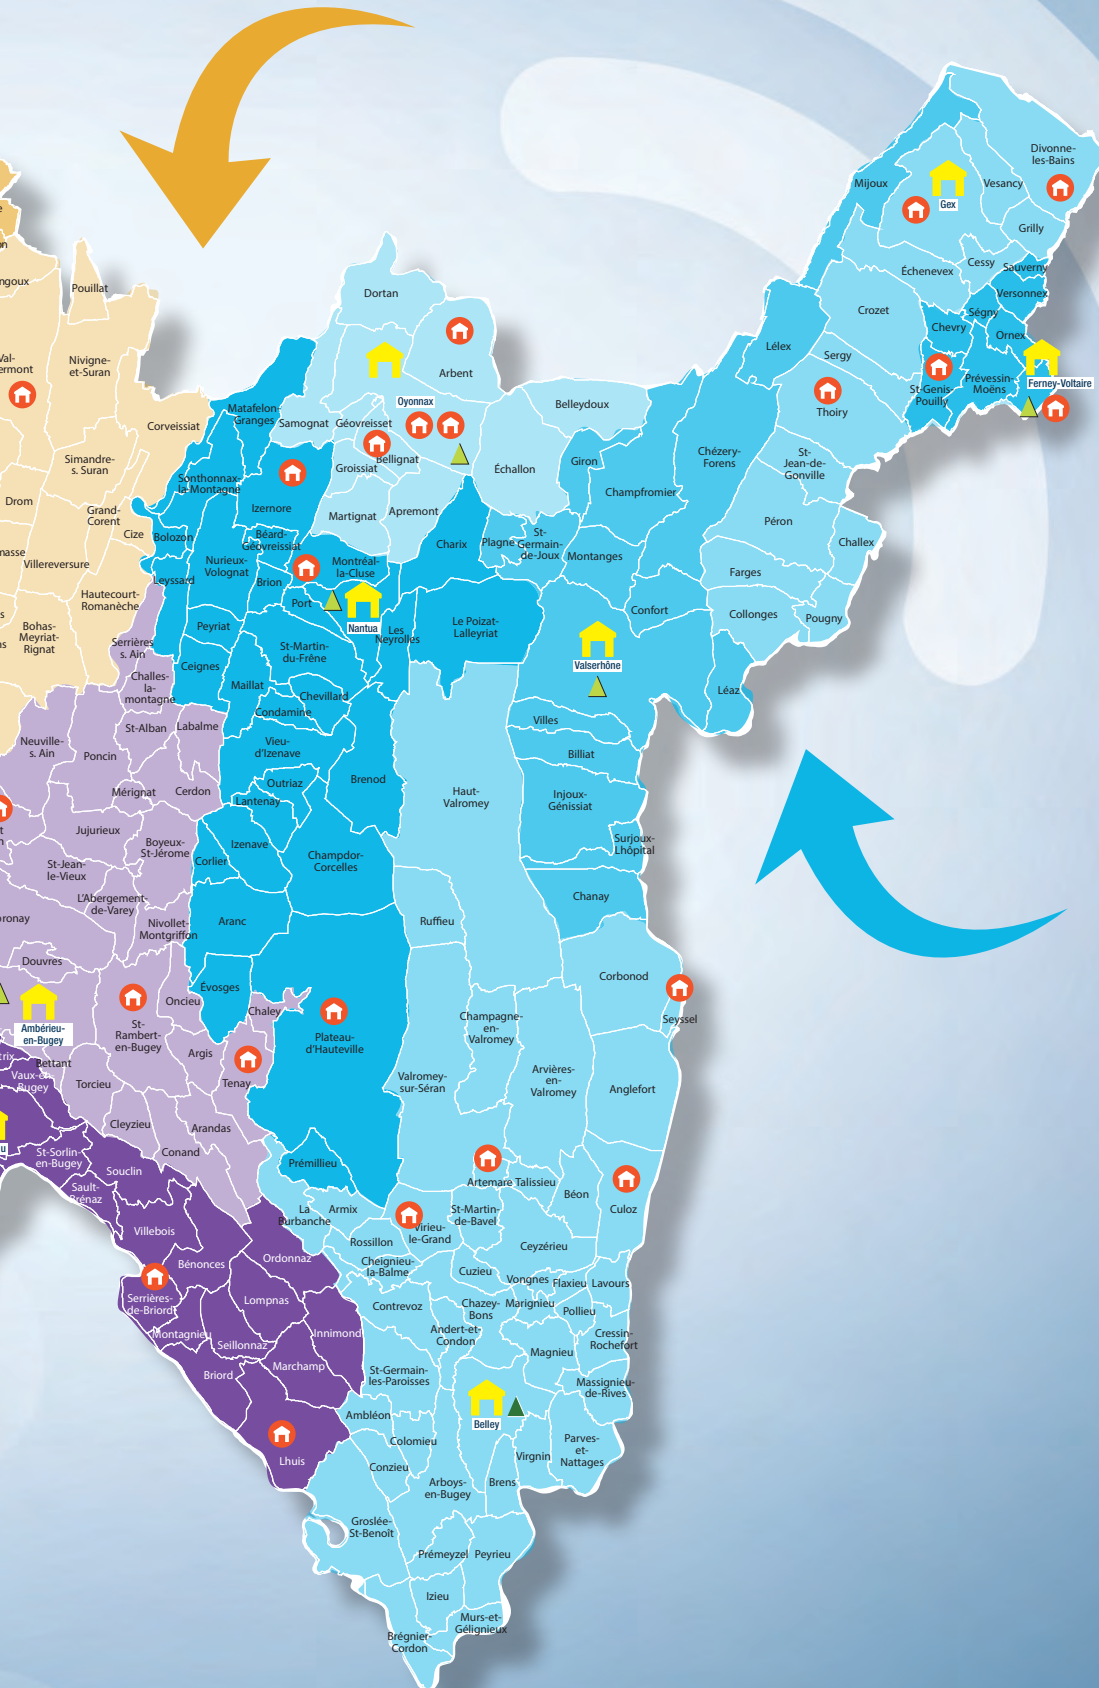 Divonne-
les-Bains
Mijoux
Vesancy
Gex
Grilly
Cessy
Sauverny
Échenevex
Versonnex
Ségny
Crozet
Chevry
Ornex
Lélex
Sergy
St-Genis-
Pouilly
Prévessin-
Moëns
Ferney-Voltaire
Thoiry
Pouillat
Dortan
Nivigne-
et-Suran
Arbent
Oyonnax
Belleydoux
Matafelon-
Granges
Samognat
Géovreisset
Corveissiat
Bellignat
Groissiat
Échallon
Giron
Chézery-
Forens
St-
Jean-de-
Gonville
Simandre-
s. Suran
Sonthonnax-
la-Montagne
Champfromier
Drom
Izernore
Grand-
Corent
Martignat
Apremont
Péron
Cize
Bolozon
Béard-
Géovreissiat
Charix
Plagne
St-
Germain-
de-Joux
Challex
Montanges
Villereversure
Nurieux-
Volognat
Montréal-
la-Cluse
Leyssard
Brion
Farges
Hautecourt-
Romanèche
Port
Confort
Collonges
Pougny
Nantua
Les
Neyrolles
Le Poizat-
Lalleyriat
Bohas-
Meyriat-
Rignat
Peyriat
Serrières
s. Ain
St-Martin-
du-Frêne
Valserhône
Ceignes
Challes-
la-
montagne
Maillat
Chevillard
Léaz
Condamine
Villes
St-Alban
Labalme
Neuville-
s. Ain
Poncin
Vieu-
d'Izenave
Billiat
Brenod
Outriaz
Mérignat
Cerdon
Lantenay
Haut-
Valromey
Injoux-
Génissiat
Jujurieux
Boyeux-
St-Jérome
Izenave
Surjoux-
Lhôpital
Corlier
Champdor-
Corcelles
St-Jean-
le-Vieux
L'Abergement-
de-Varey
Chanay
Nivollet-
Montgriffon
Aranc
Ruffieu
Douvres
Corbonod
Évosges
Oncieu
Chaley
Seyssel
Ambérieu-
en-Bugey
St-
Rambert-
en-Bugey
Champagne-
en-
Valromey
Plateau-
d'Hauteville
Argis
Bettant
Vaux-en-
Bugey
Torcieu
Tenay
Valromey-
sur-Séran
Arvières-
en-
Valromey
Anglefort
Cleyzieu
Arandas
Conand
St-Sorlin-
en-Bugey
Souclin
Prémillieu
Artemare
Talissieu
Béon
Sault-
Brénaz
La
Burbanche
Armix
St-Martin-
de-Bavel
Culoz
Villebois
Virieu-
le-Grand
Rossillon
Ceyzérieu
Ordonnaz
Bénonces
Cheignieu-
la-Balme
Cuzieu
Vongnes
Flaxieu
Lavours
Serrières-
de-Briord
Lompnas
Contrevoz
Chazey-
Bons
Marignieu
Pollieu
Montagnieu
Innimond
Andert-et-
Condon
Cressin-
Rochefort
Seillonnaz
Magnieu
Marchamp
Briord
St-Germain-
les-Paroisses
Massignieu-
de-Rives
Ambléon
Belley
Colomieu
Parves-
et-
Nattages
Lhuis
Conzieu
Virgnin
Arboys-
en-Bugey
Brens
Groslée-
St-Benoît
Prémeyzel
Peyrieu
Izieu
Murs-et-
Gélignieux
Brégnier-
Cordon